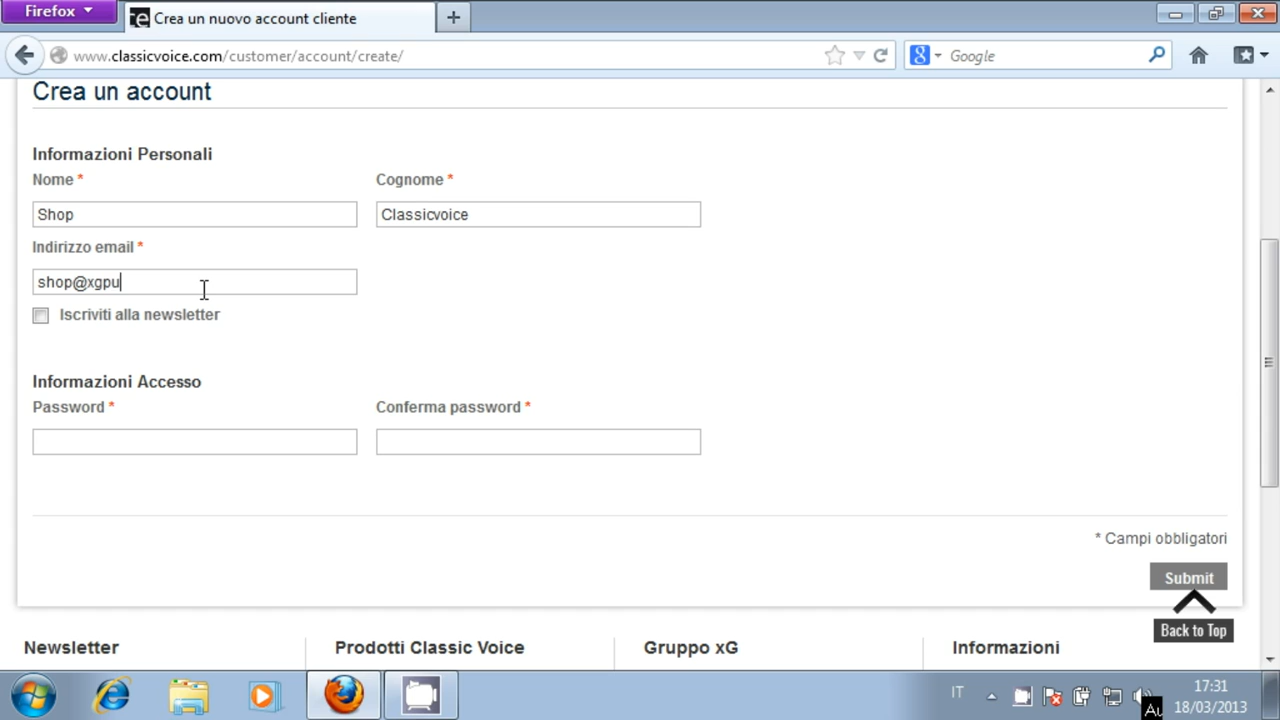 Firefox
Crea un nuovo account cliente
www.classicvoice.com/customer/account/create/
Google
Crea un account
Informazioni Personali
Nome * Cognome *
Shop Classicvoice
Indirizzo email *
shop@xgpu
Iscriviti alla newsletter
Informazioni Accesso
Password * Conferma password *
* Campi obbligatori
Submit
Back to Top
Newsletter Prodotti Classic Voice Gruppo xG Informazioni
IT 17:31
Au 18/03/2013